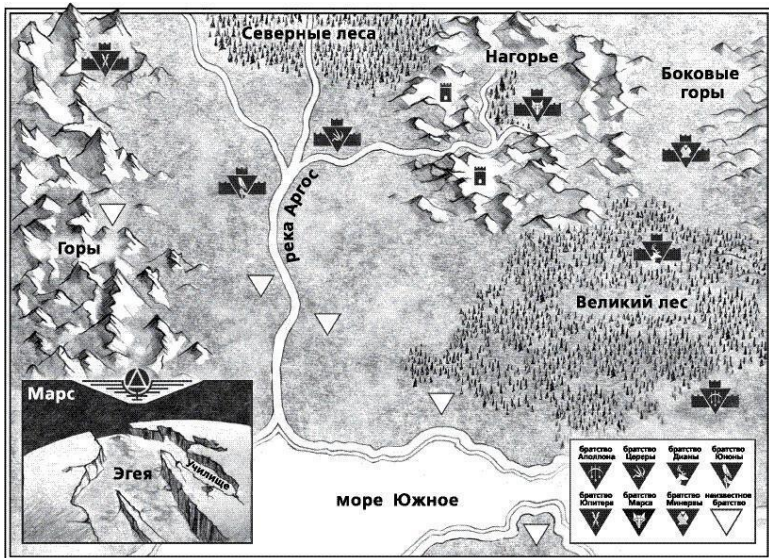 Северные леса
Нагорье
Боковые
горы
река Аргос
Горы
Великий лес
Марс
Эгея
училище
море Южное
братство
Аполлона
братство
Цереры
братство
Дианы
братство
Юноны
братство
Юпитера
братство
Марса
братство
Минервы
неизвестное
братство